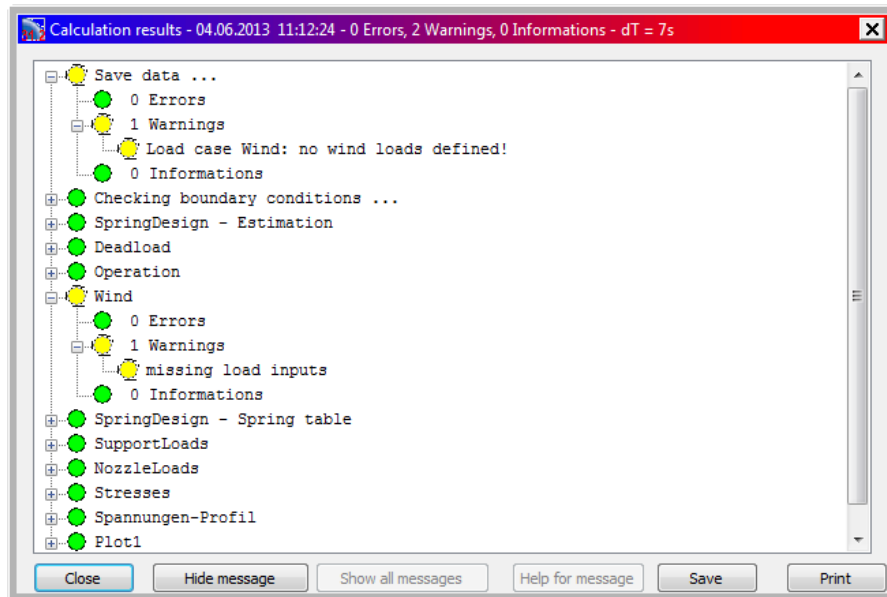 Calculation results - 04.06.2013 11:12:24 - 0 Errors, 2 Warnings, 0 Informations - dT = 7s
Save data ...
0 Errors
1 Warnings
Load case Wind: no wind loads defined!
0 Informations
Checking boundary conditions ...
SpringDesign - Estimation
Deadload
Operation
Wind
0 Errors
1 Warnings
missing load inputs
0 Informations
SpringDesign - Spring table
SupportLoads
NozzleLoads
Stresses
Spannungen-Profil
Plot1
Close Hide message Show all messages Help for message Save Print